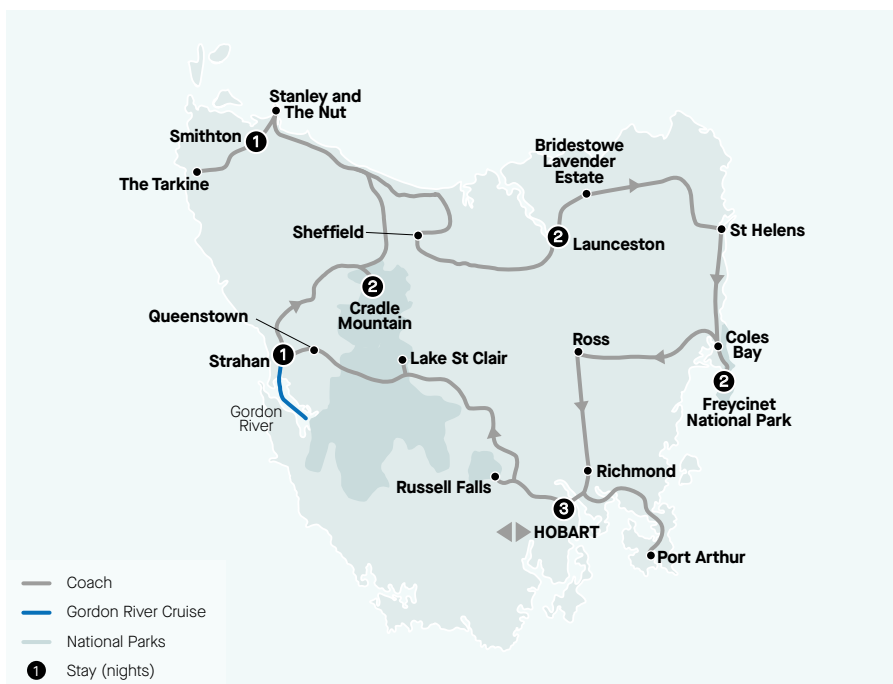 Stanley and
The Nut
Smithton
1
The Tarkine
Bridestowe
Lavender
Estate
Sheffield
2
Launceston
St Helens
2
Cradle
Mountain
Queenstown
Strahan
1
Lake St Clair
Ross
Coles
Bay
2
Freycinet
National Park
Gordon
River
Russell Falls
Richmond
3
HOBART
Port Arthur
Coach
Gordon River Cruise
National Parks
1
Stay (nights)